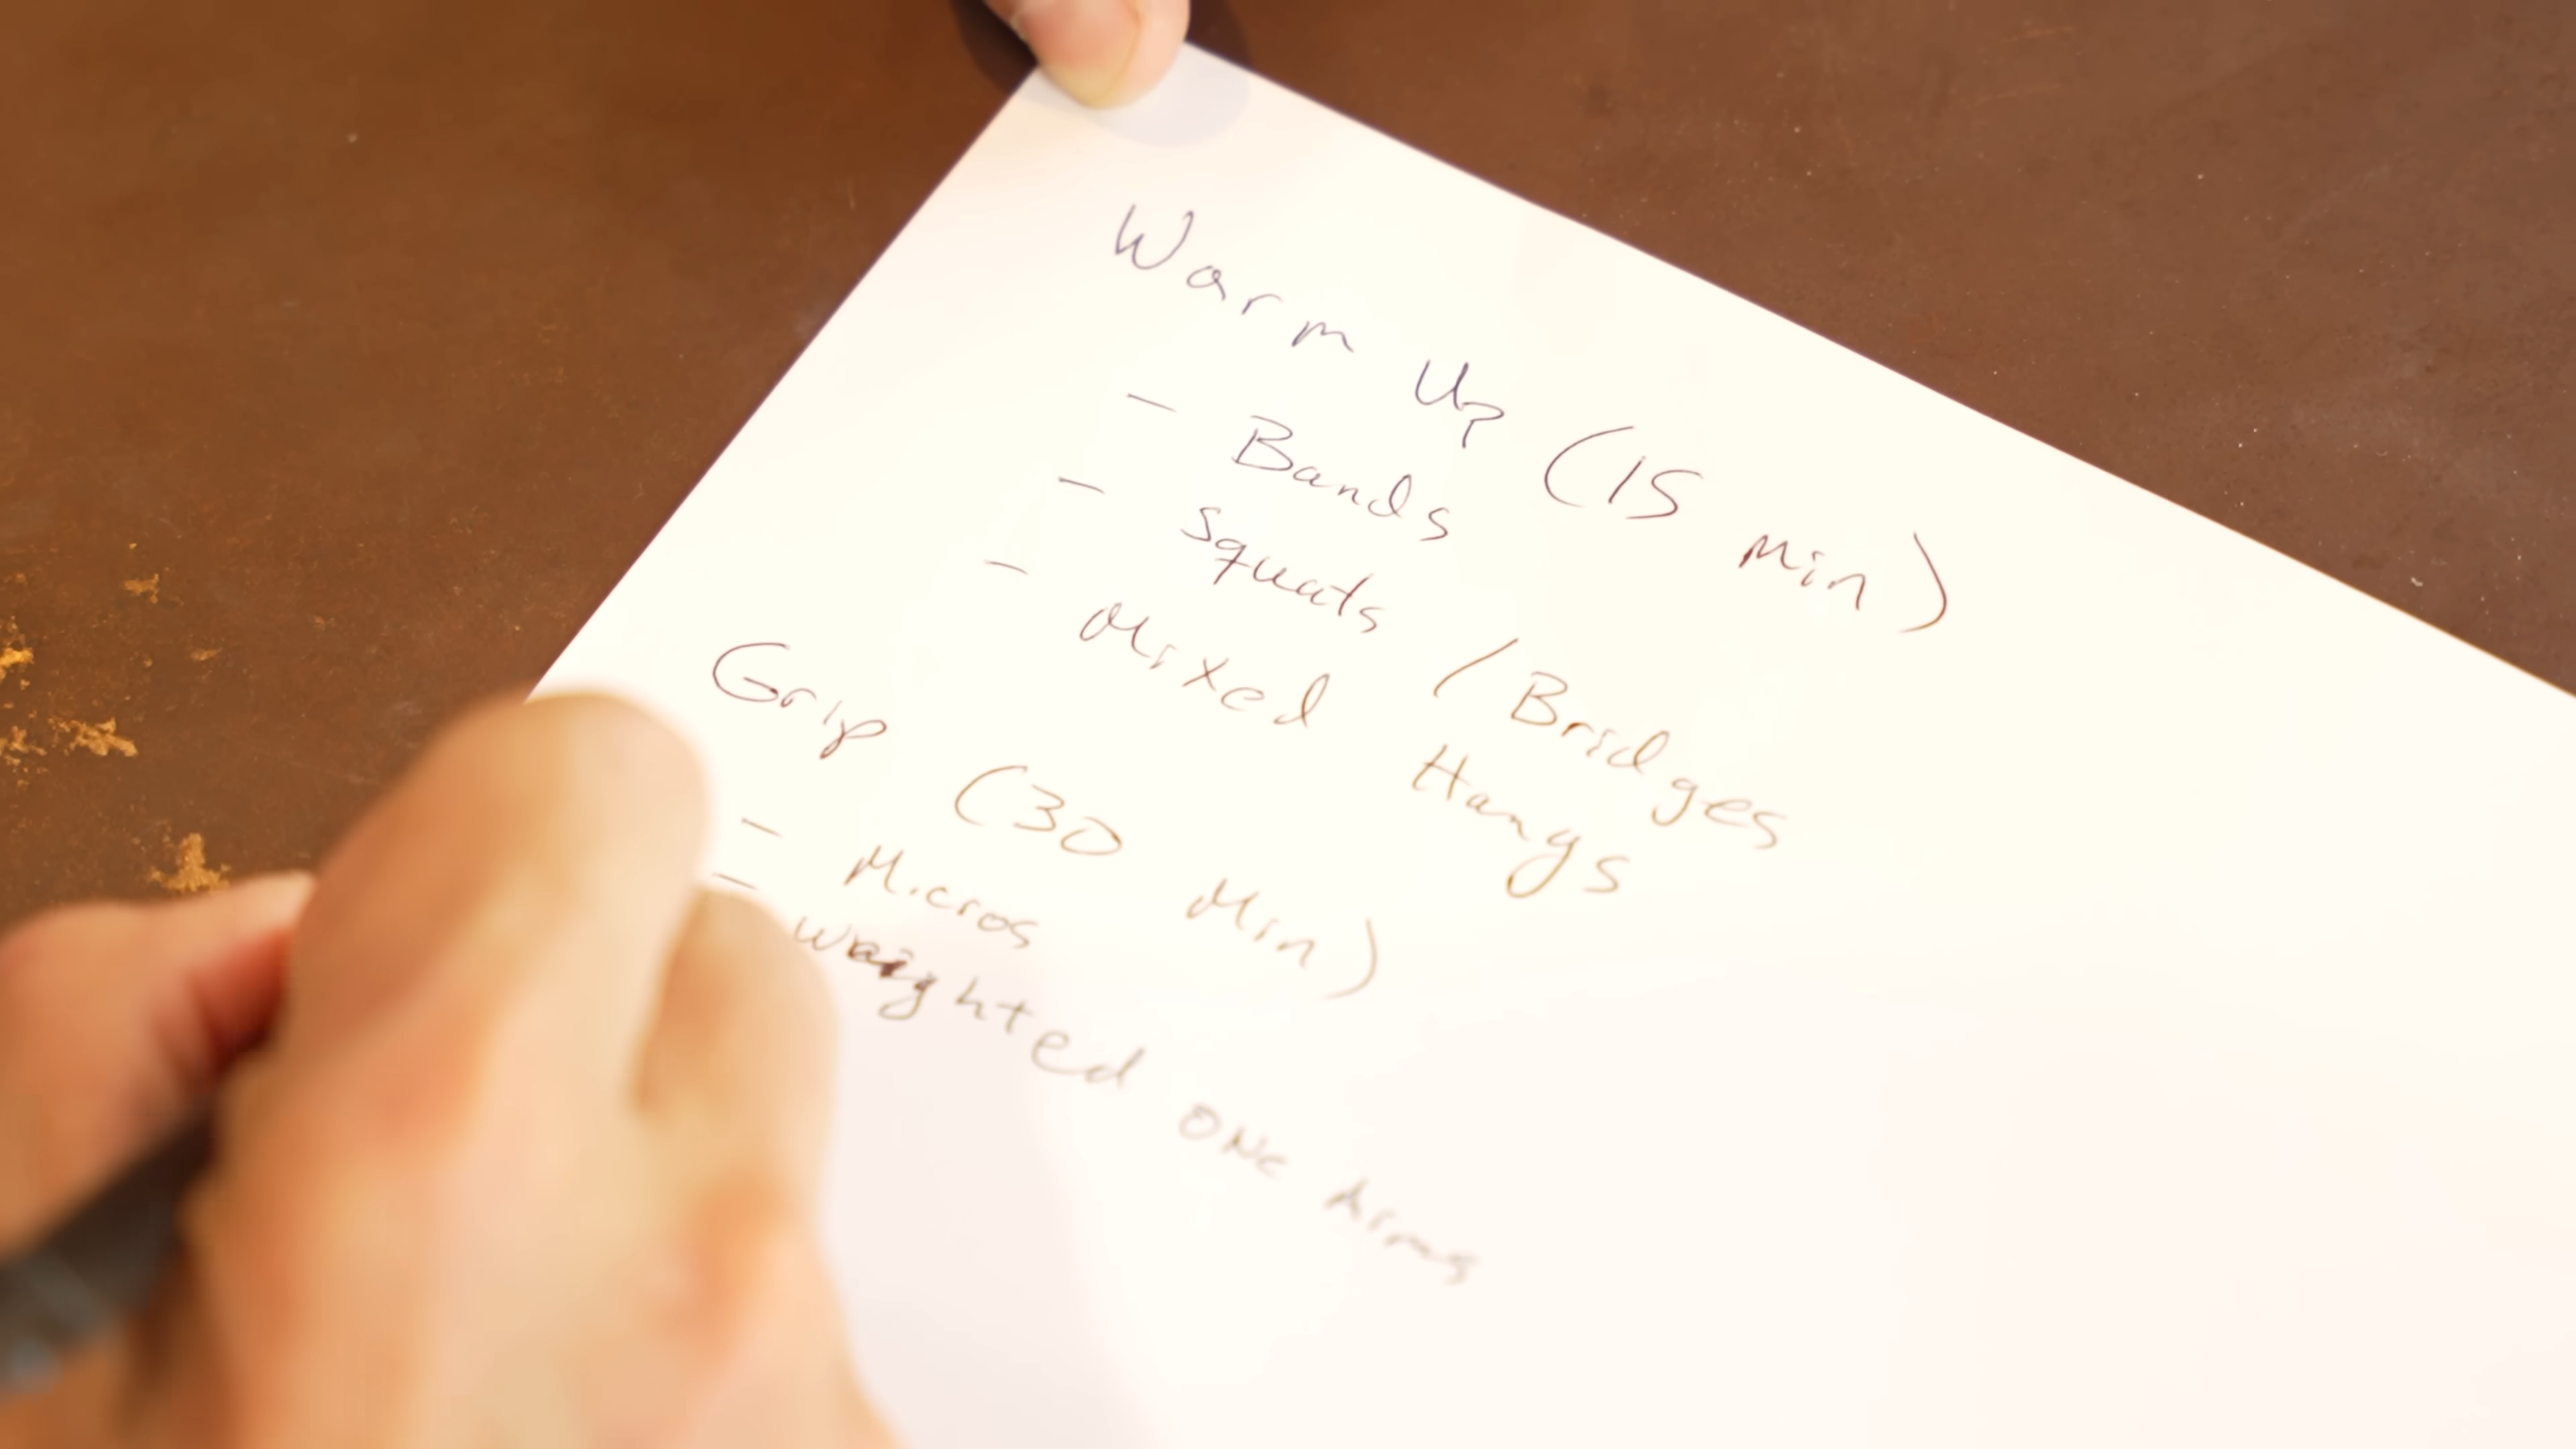 Warm Up (15 min)
- Bands
- Squats / Bridges
- Mixed Hangs
Grip (30 Min)
- Micros
- Weighted ONe Arms